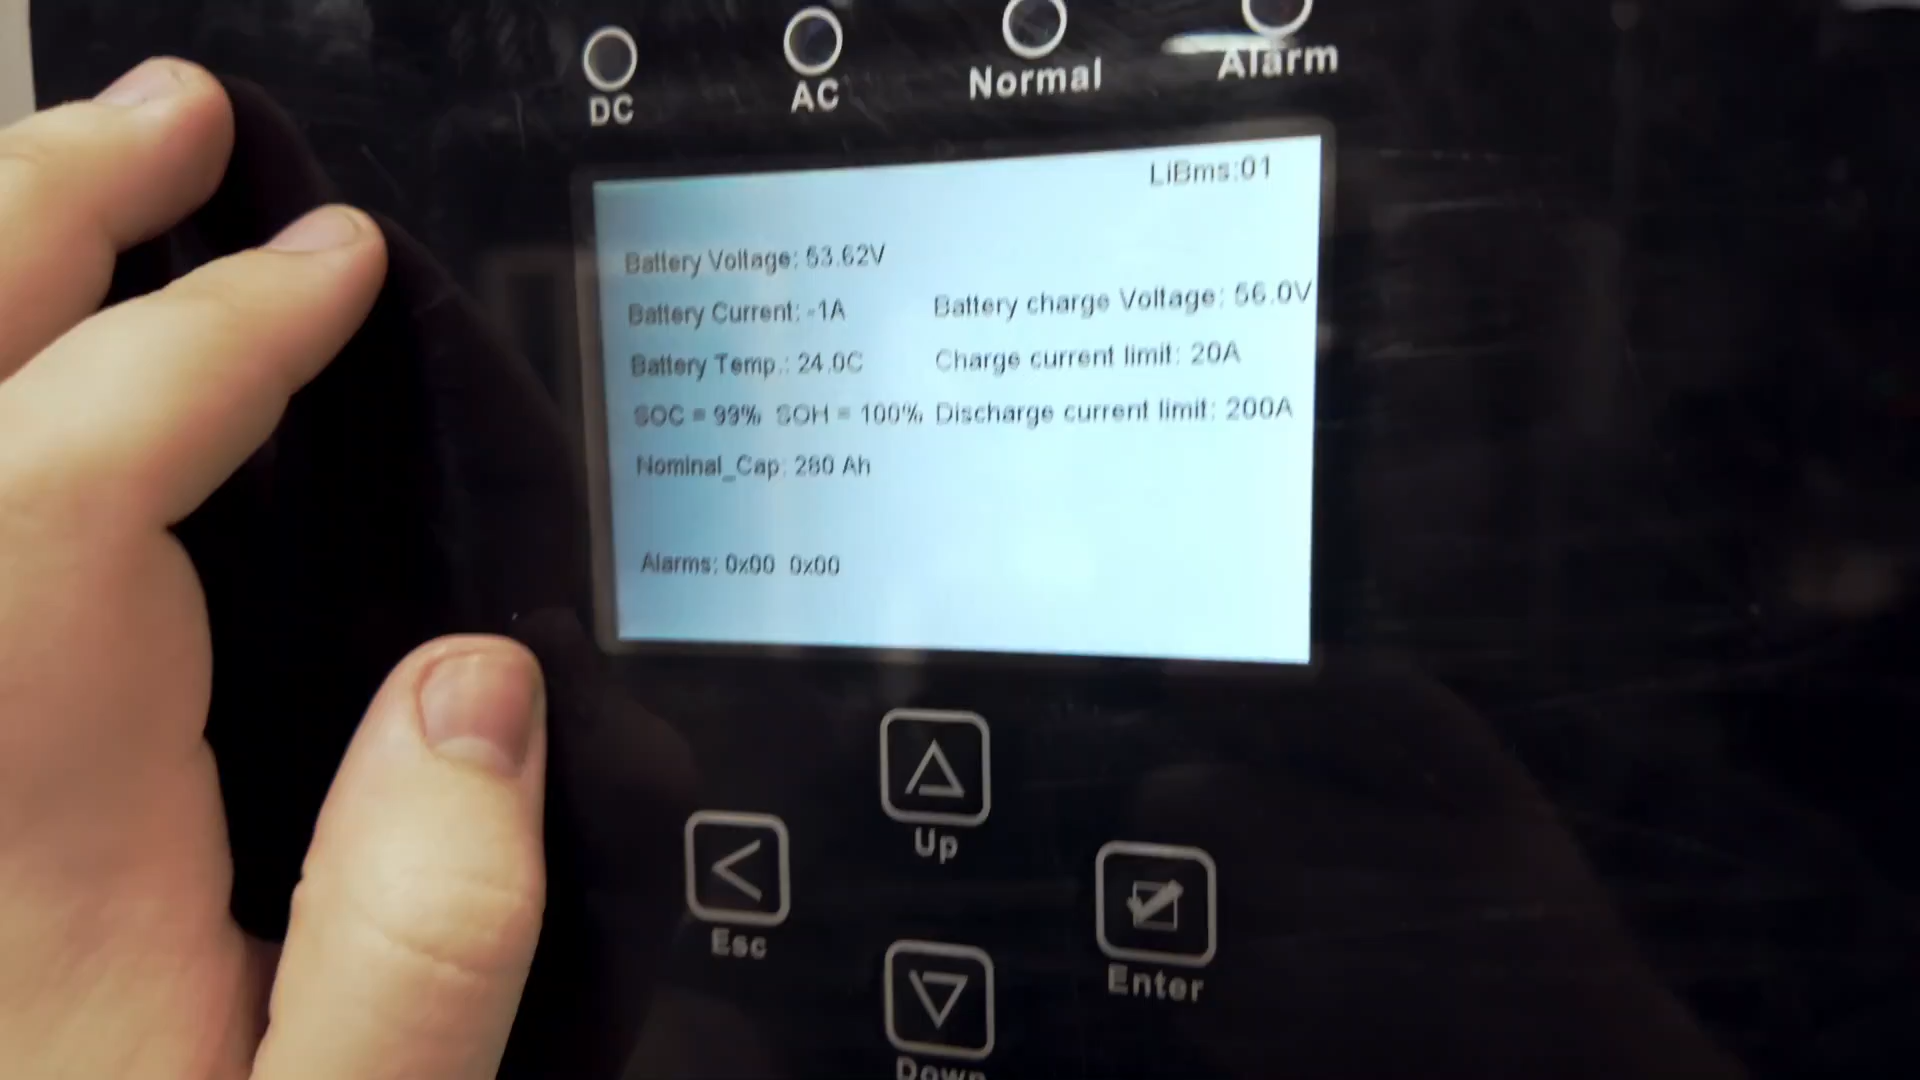 DC AC Normal Alarm
LiBms:01
Battery Voltage: 53.62V
Battery Current: -1A Battery charge Voltage: 56.0V
Battery Temp.: 24.0C Charge current limit: 20A
SOC = 99% SOH = 100% Discharge current limit: 200A
Nominal_Cap: 280 Ah
Alarms: 0x00 0x00
Up
Esc
Enter
Down